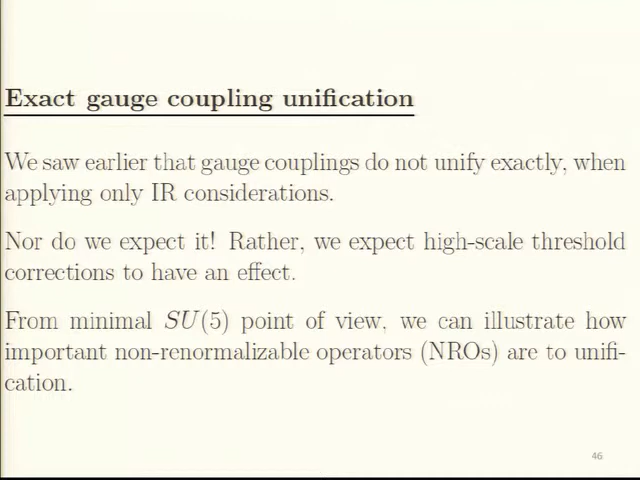 Exact gauge coupling unification
We saw earlier that gauge couplings do not unify exactly, when
applying only IR considerations.
Nor do we expect it! Rather, we expect high-scale threshold
corrections to have an effect.
From minimal SU(5) point of view, we can illustrate how
important non-renormalizable operators (NROs) are to unifi-
cation.
46